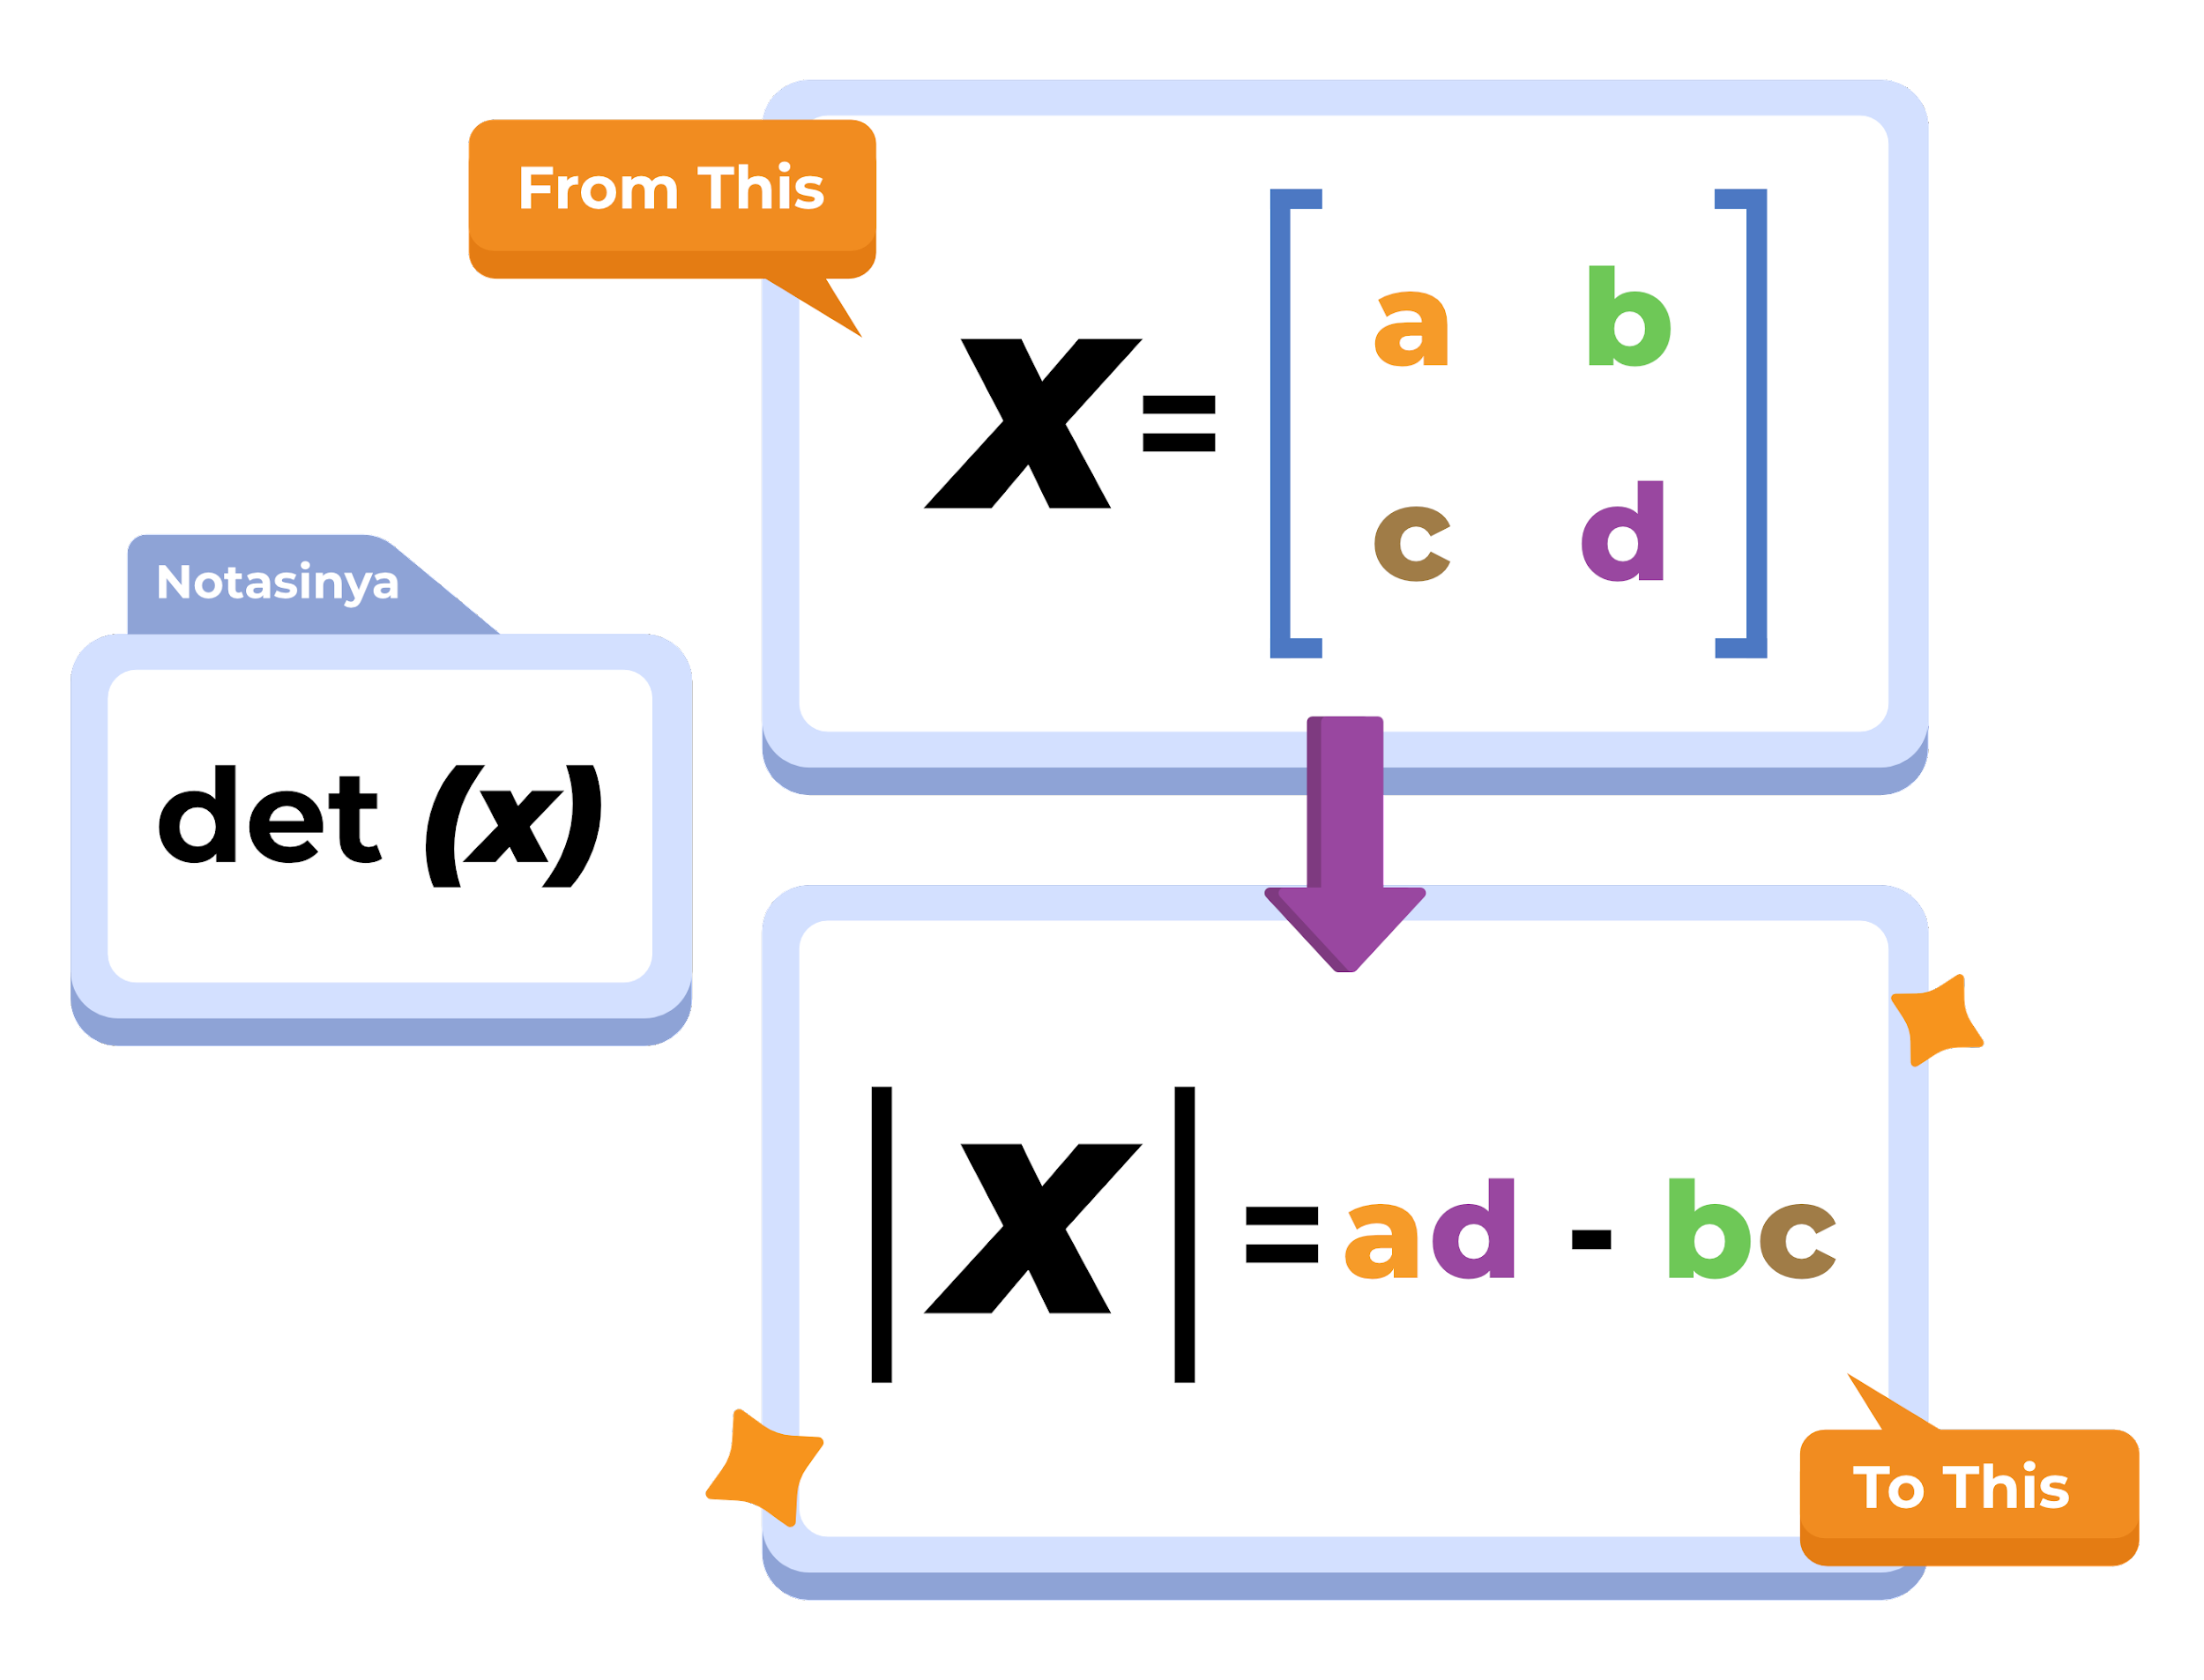 From This
x = [ a b
c d ]
Notasinya
det (x)
| x | = ad - bc
To This